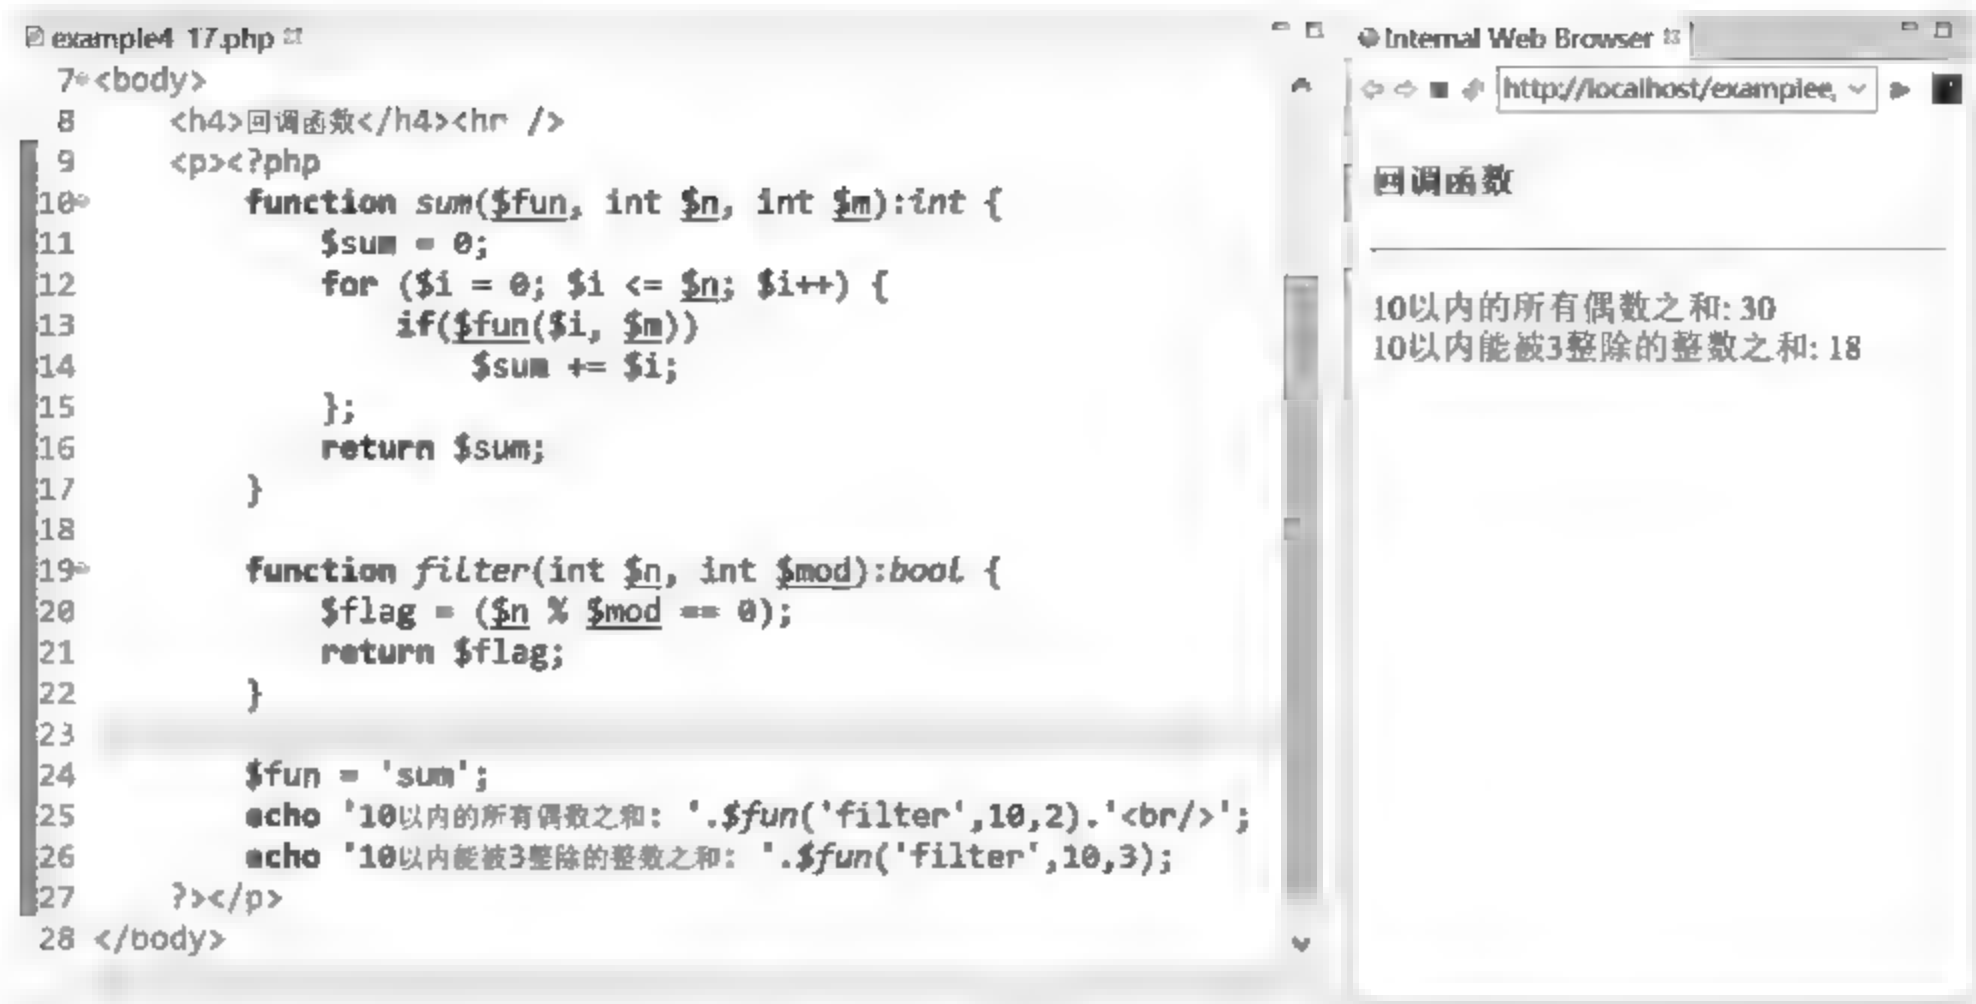 example4_17.php
7 <body>
8 <h4>回调函数</h4><hr />
9 <p><?php
10 function sum($fun, int $n, int $m):int {
11 $sum = 0;
12 for ($i = 0; $i <= $n; $i++) {
13 if($fun($i, $m))
14 $sum += $i;
15 };
16 return $sum;
17 }
18
19 function filter(int $n, int $mod):bool {
20 $flag = ($n % $mod == 0);
21 return $flag;
22 }
23
24 $fun = 'sum';
25 echo '10以内的所有偶数之和: '.$fun('filter',10,2).'<br/>';
26 echo '10以内能被3整除的整数之和: '.$fun('filter',10,3);
27 ?></p>
28 </body>
Internal Web Browser
http://localhost/examplee
回调函数
10以内的所有偶数之和: 30
10以内能被3整除的整数之和: 18